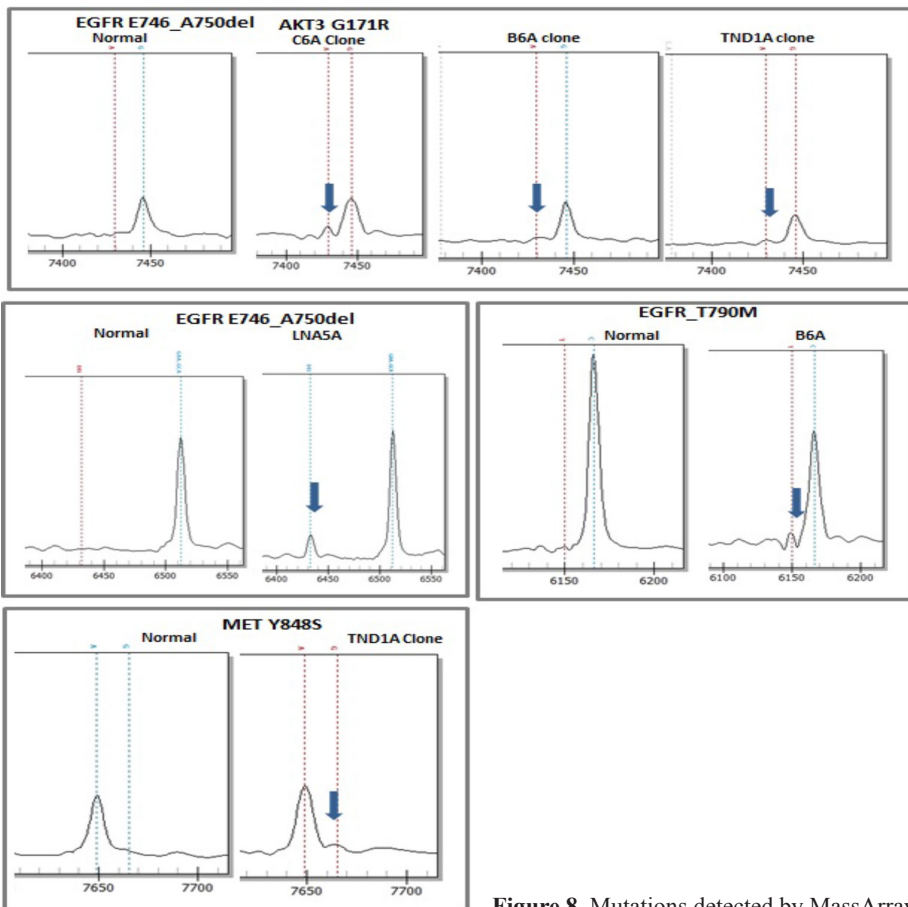 EGFR E746_A750del
Normal
AKT3 G171R
C6A Clone
B6A clone
TND1A clone
A G
A G
A G
A G
7400 7450
7400 7450
7400 7450
7400 7450
EGFR E746_A750del
Normal
LNA5A
6400 6450 6500 6550
6400 6450 6500 6550
EGFR_T790M
Normal
B6A
T C
T C
6150 6200
6100 6150 6200
MET Y848S
Normal
TND1A Clone
A G
A G
7650 7700
7650 7700
Figure 8. Mutations detected by MassArray